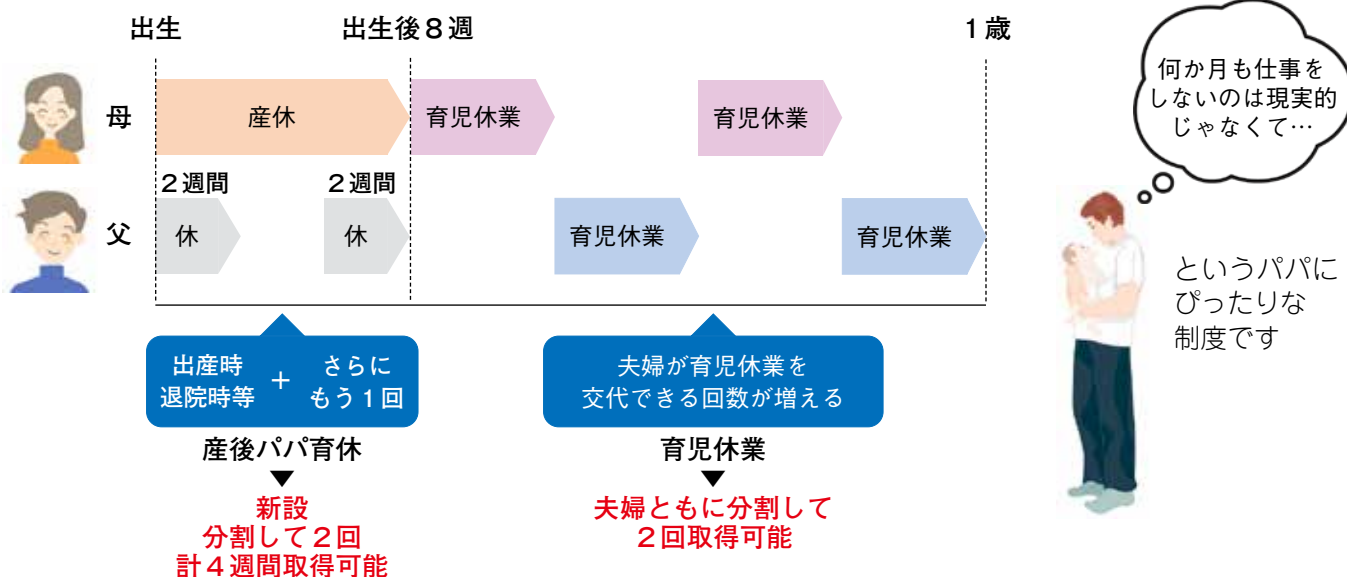 出生
出生後８週
１歳
母
産休
育児休業
育児休業
父
２週間
２週間
休
休
育児休業
育児休業
出産時
退院時等
＋
さらに
もう１回
産後パパ育休
新設
分割して２回
計４週間取得可能
夫婦が育児休業を
交代できる回数が増える
育児休業
夫婦ともに分割して
２回取得可能
何か月も仕事を
しないのは現実的
じゃなくて…
というパパに
ぴったりな
制度です